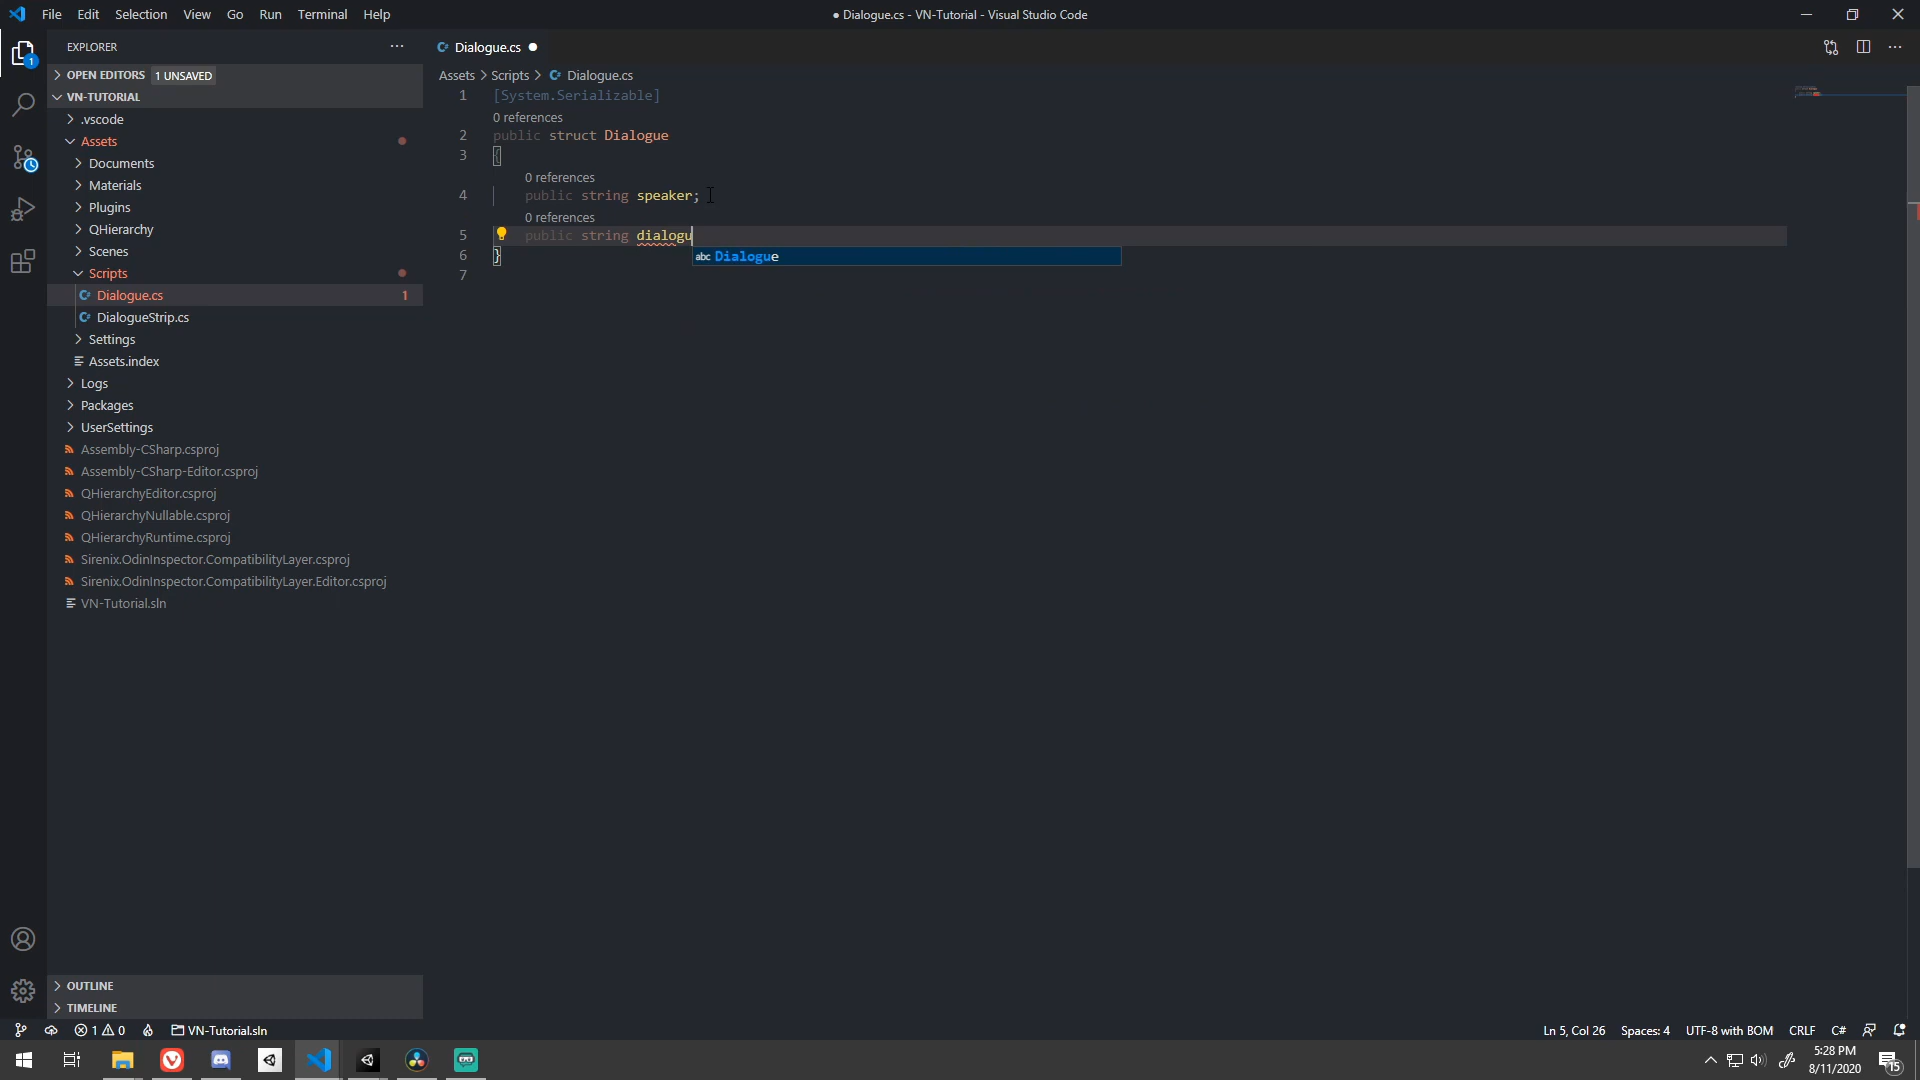 File Edit Selection View Go Run Terminal Help
● Dialogue.cs - VN-Tutorial - Visual Studio Code
EXPLORER
OPEN EDITORS 1 UNSAVED
VN-TUTORIAL
.vscode
Assets
Documents
Materials
Plugins
QHierarchy
Scenes
Scripts
Dialogue.cs 1
DialogueStrip.cs
Settings
Assets.index
Logs
Packages
UserSettings
Assembly-CSharp.csproj
Assembly-CSharp-Editor.csproj
QHierarchyEditor.csproj
QHierarchyNullable.csproj
QHierarchyRuntime.csproj
Sirenix.OdinInspector.CompatibilityLayer.csproj
Sirenix.OdinInspector.CompatibilityLayer.Editor.csproj
VN-Tutorial.sln
OUTLINE
TIMELINE
1
Dialogue.cs
Assets > Scripts > Dialogue.cs
1 [System.Serializable]
0 references
2 public struct Dialogue
3 {
0 references
4 public string speaker;
0 references
5 public string dialogu
abc Dialogue
6 }
7
1 0 VN-Tutorial.sln
Ln 5, Col 26 Spaces: 4 UTF-8 with BOM CRLF C#
5:28 PM
8/11/2020
15